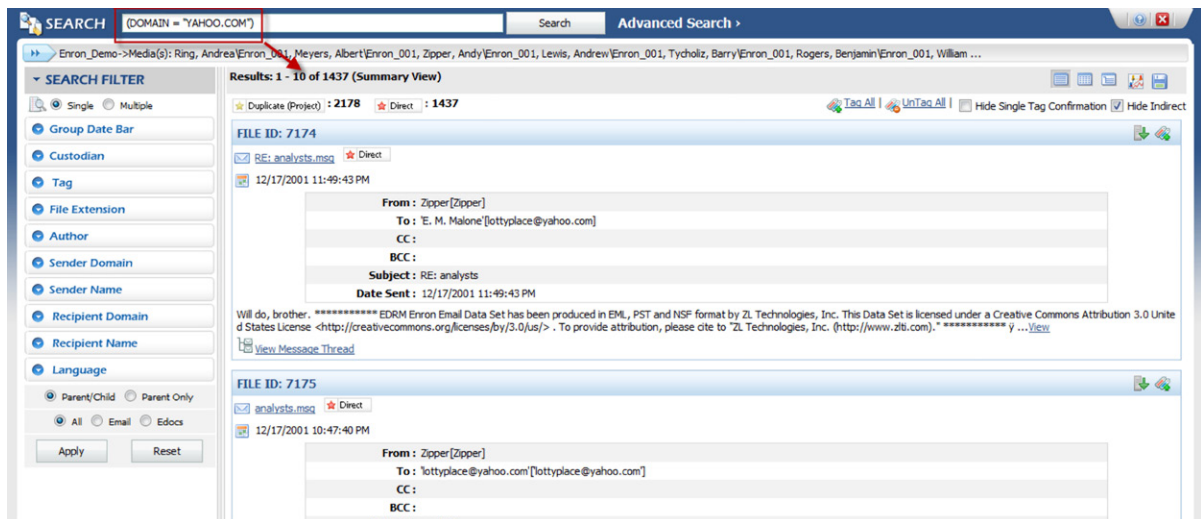 SEARCH (DOMAIN = "YAHOO.COM") Search Advanced Search ›
Enron_Demo->Media(s): Ring, Andrea\Enron_001, Meyers, Albert\Enron_001, Zipper, Andy\Enron_001, Lewis, Andrew\Enron_001, Tycholiz, Barry\Enron_001, Rogers, Benjamin\Enron_001, William ...
SEARCH FILTER
Single Multiple
Group Date Bar
Custodian
Tag
File Extension
Author
Sender Domain
Sender Name
Recipient Domain
Recipient Name
Language
Parent/Child Parent Only
All Email Edocs
Apply Reset
Results: 1 - 10 of 1437 (Summary View)
Duplicate (Project) : 2178 Direct : 1437 Tag All | UnTag All | Hide Single Tag Confirmation Hide Indirect
FILE ID: 7174
RE: analysts.msg Direct
12/17/2001 11:49:43 PM
From : Zipper[Zipper]
To : 'E. M. Malone'[lottyplace@yahoo.com]
CC :
BCC :
Subject : RE: analysts
Date Sent : 12/17/2001 11:49:43 PM
Will do, brother. *********** EDRM Enron Email Data Set has been produced in EML, PST and NSF format by ZL Technologies, Inc. This Data Set is licensed under a Creative Commons Attribution 3.0 Unite
d States License <http://creativecommons.org/licenses/by/3.0/us/> . To provide attribution, please cite to "ZL Technologies, Inc. (http://www.zlti.com)." *********** ÿ ...View
View Message Thread
FILE ID: 7175
analysts.msg Direct
12/17/2001 10:47:40 PM
From : Zipper[Zipper]
To : 'lottyplace@yahoo.com'['lottyplace@yahoo.com']
CC :
BCC :